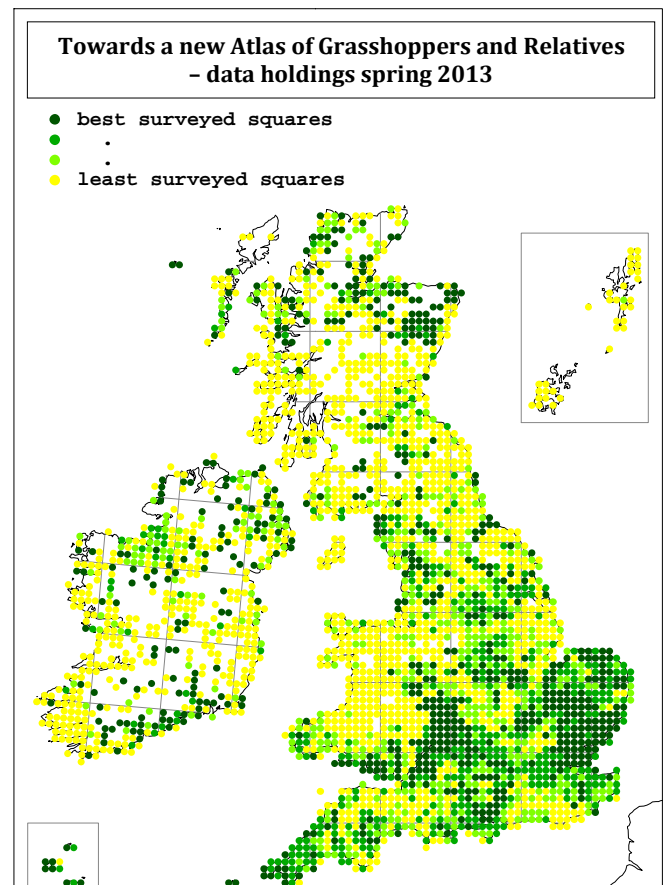 Towards a new Atlas of Grasshoppers and Relatives
– data holdings spring 2013
best surveyed squares
.
.
least surveyed squares